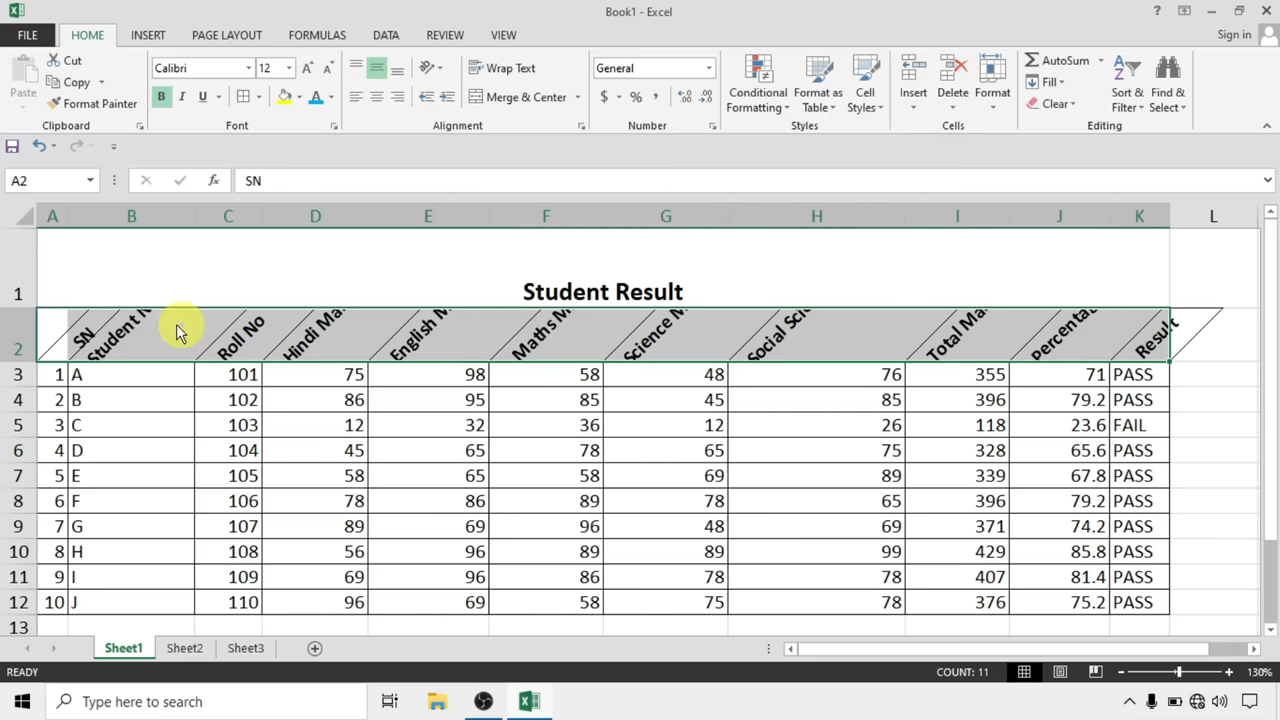 Book1 - Excel
?
FILE HOME INSERT PAGE LAYOUT FORMULAS DATA REVIEW VIEW Sign in
Paste
Cut
Copy
Format Painter
Clipboard
Calibri 12
B I U A
Font
Wrap Text
Merge & Center
Alignment
General
$ % ,
Number
Conditional Formatting
Format as Table
Cell Styles
Styles
Insert Delete Format
Cells
AutoSum
Fill
Clear
Sort & Filter
Find & Select
Editing
A2 fx SN
A B C D E F G H I J K L
1 Student Result
2 SN Student Roll No Hindi English Maths Science Social Total Result
3 1 A 101 75 98 58 48 76 355 71 PASS
4 2 B 102 86 95 85 45 85 396 79.2 PASS
5 3 C 103 12 32 36 12 26 118 23.6 FAIL
6 4 D 104 45 65 78 65 75 328 65.6 PASS
7 5 E 105 58 65 58 69 89 339 67.8 PASS
8 6 F 106 78 86 89 78 65 396 79.2 PASS
9 7 G 107 89 69 96 48 69 371 74.2 PASS
10 8 H 108 56 96 89 89 99 429 85.8 PASS
11 9 I 109 69 96 86 78 78 407 81.4 PASS
12 10 J 110 96 69 58 75 78 376 75.2 PASS
13
Sheet1 Sheet2 Sheet3
READY COUNT: 11 130%
Type here to search